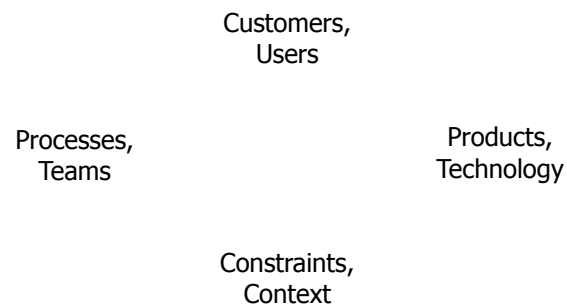 Customers,
Users
Processes,
Teams
Products,
Technology
Constraints,
Context